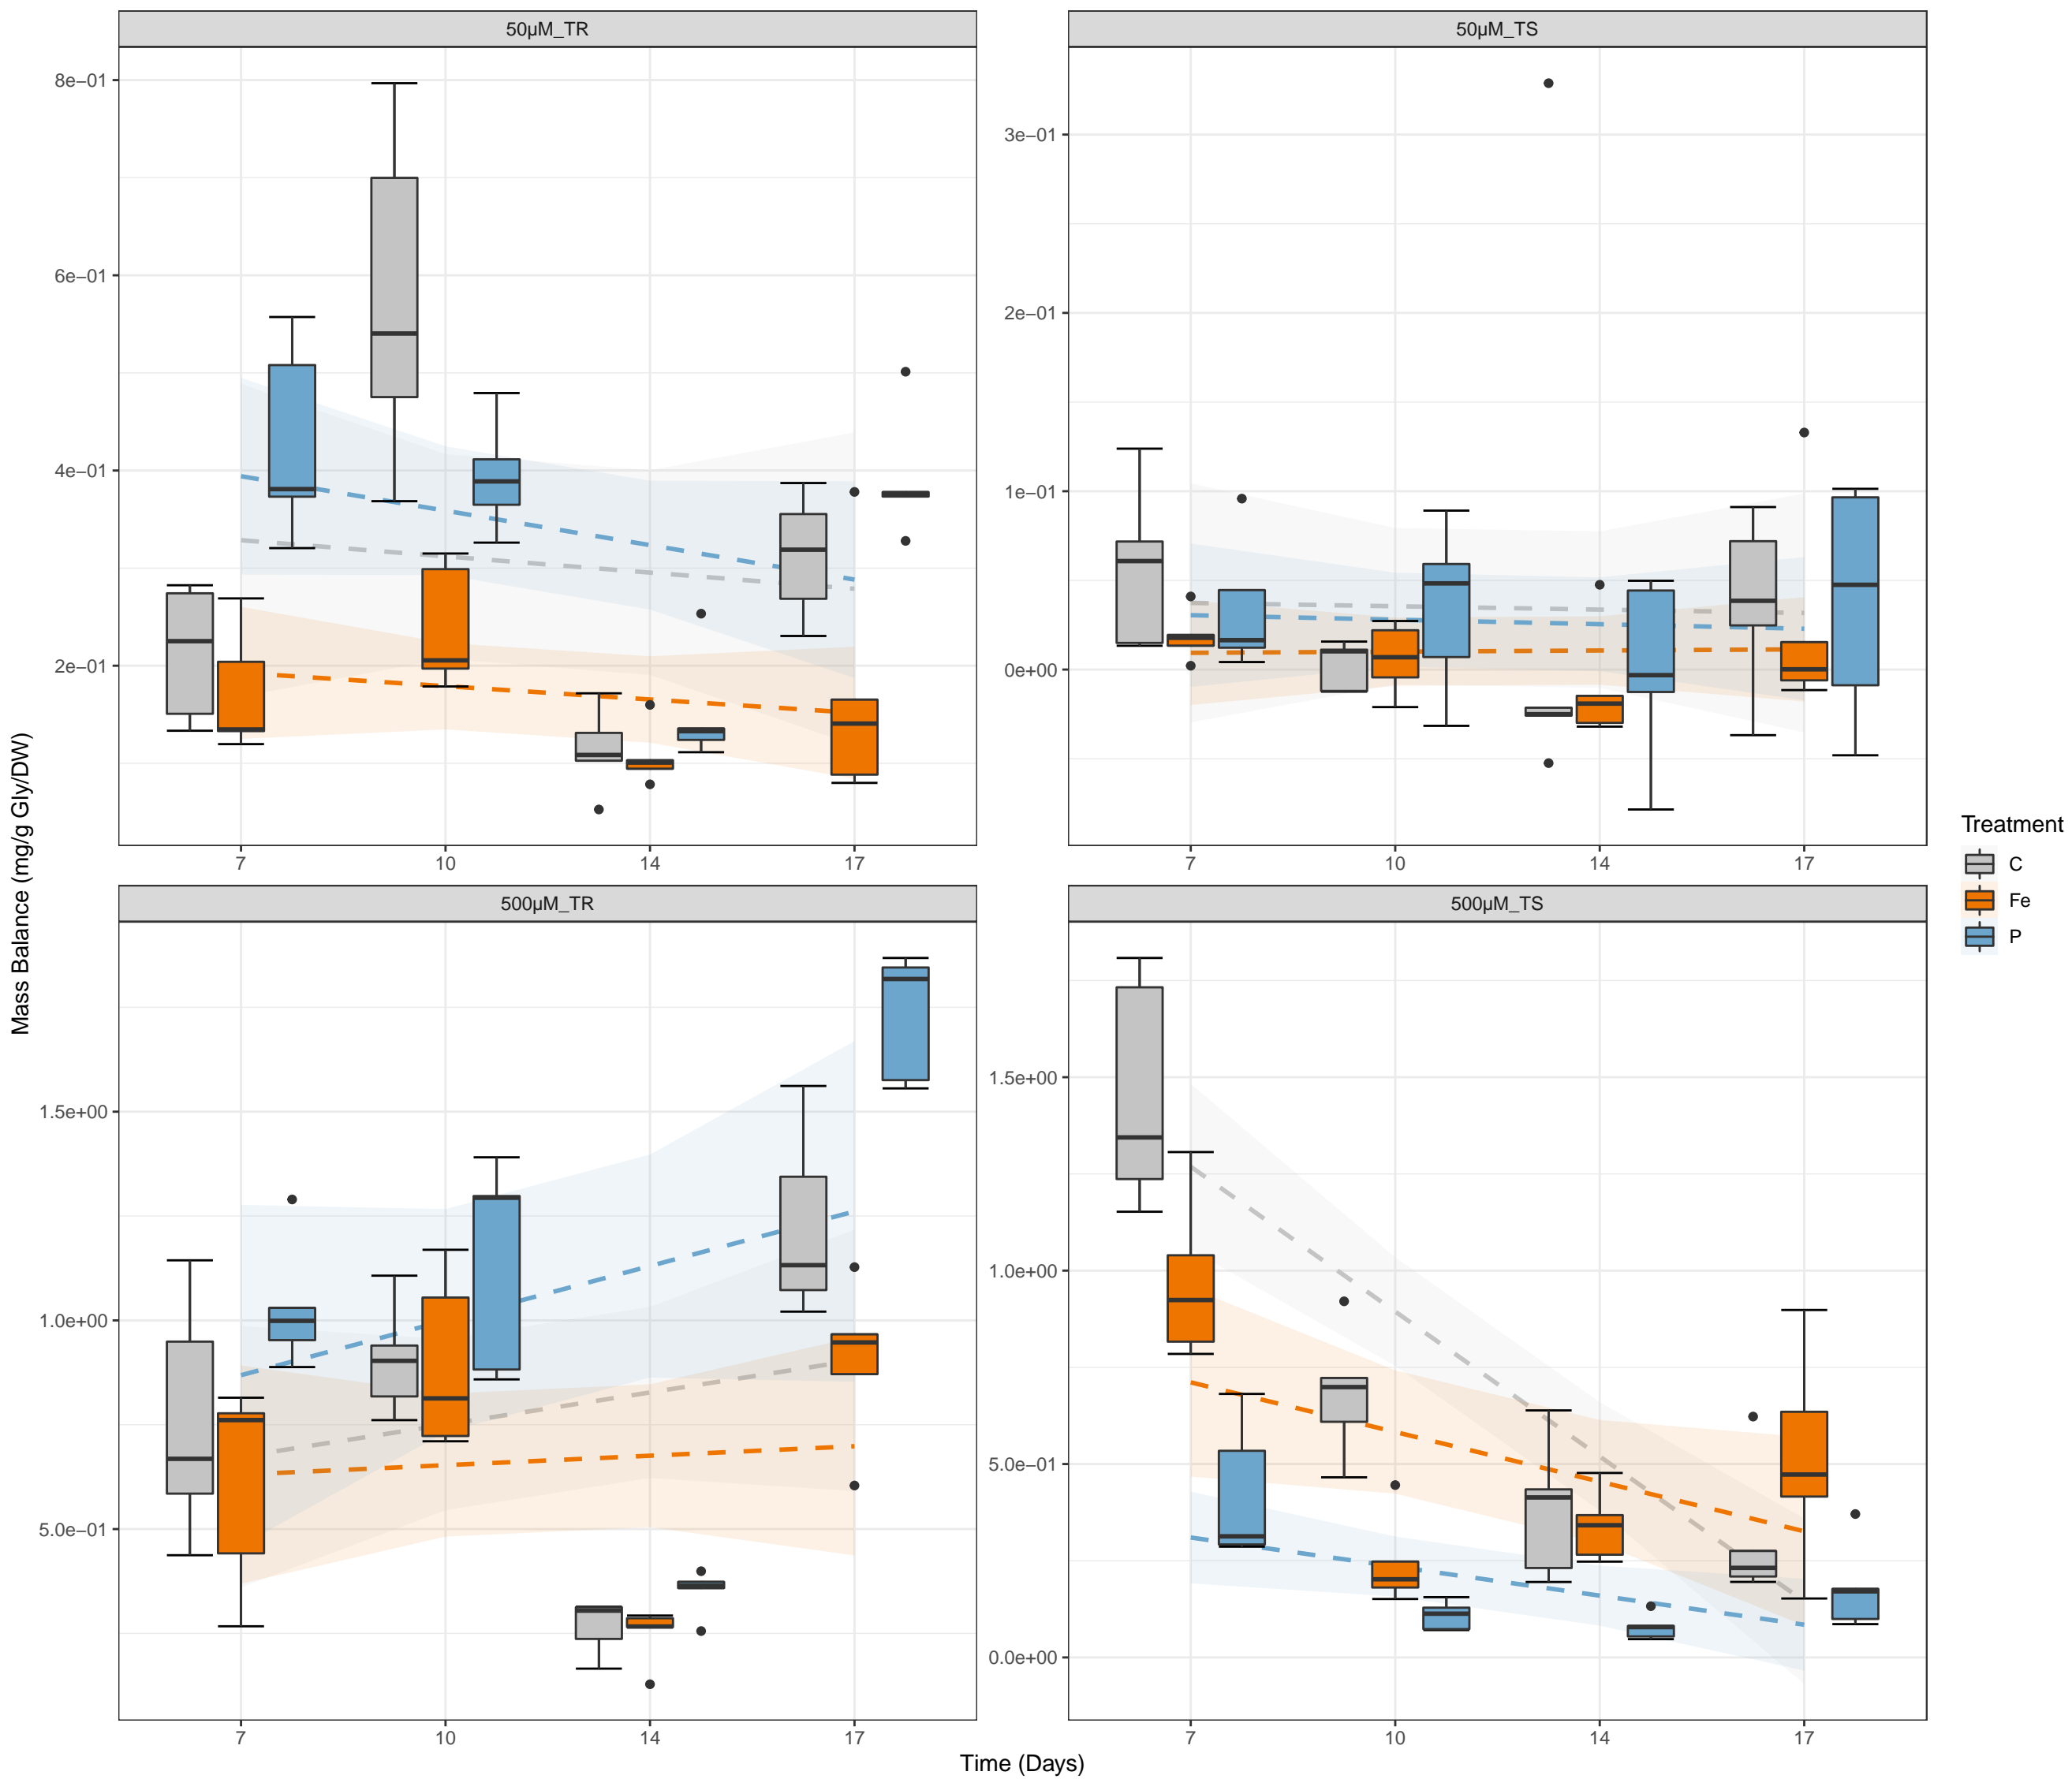 50µM_TR
50µM_TS
8e−01
6e−01
4e−01
2e−01
3e−01
2e−01
1e−01
0e+00
7 10 14 17
7 10 14 17
500µM_TR
500µM_TS
1.5e+00
1.0e+00
5.0e−01
1.5e+00
1.0e+00
5.0e−01
0.0e+00
7 10 14 17
7 10 14 17
Time (Days)
Mass Balance (mg/g Gly/DW)
Treatment
C
Fe
P